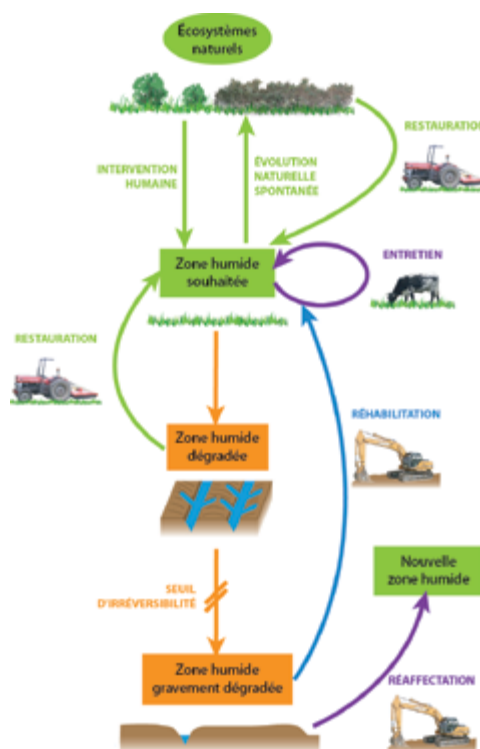 Écosystèmes
naturels
RESTAURATION
INTERVENTION
HUMAINE
ÉVOLUTION
NATURELLE
SPONTANÉE
Zone humide
souhaitée
ENTRETIEN
RESTAURATION
RÉHABILITATION
Zone humide
dégradée
Nouvelle
zone humide
SEUIL
D'IRRÉVERSIBILITÉ
Zone humide
gravement dégradée
RÉAFFECTATION